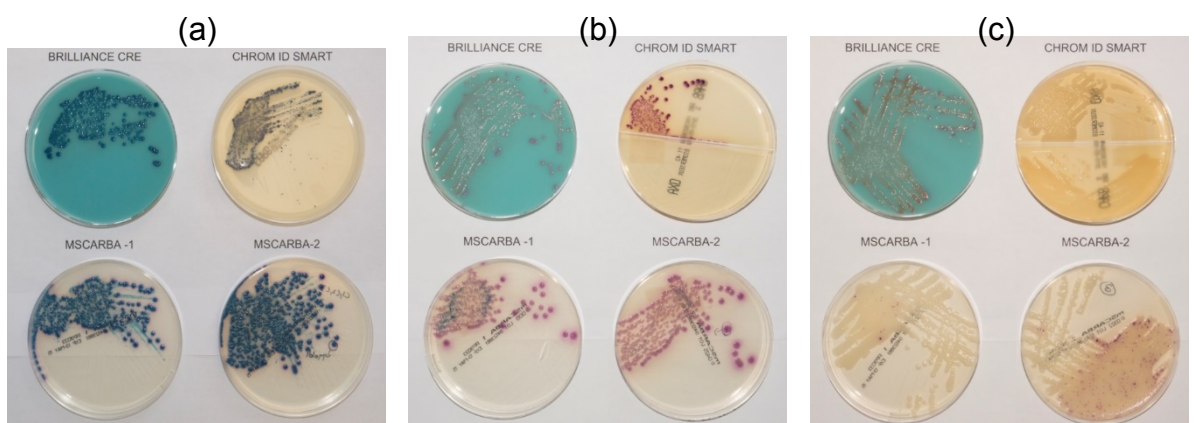 (a)
BRILLIANCE CRE CHROM ID SMART
MSCARBA -1 MSCARBA-2
(b)
BRILLIANCE CRE CHROM ID SMART
MSCARBA -1 MSCARBA-2
(c)
BRILLIANCE CRE CHROM ID SMART
MSCARBA -1 MSCARBA-2